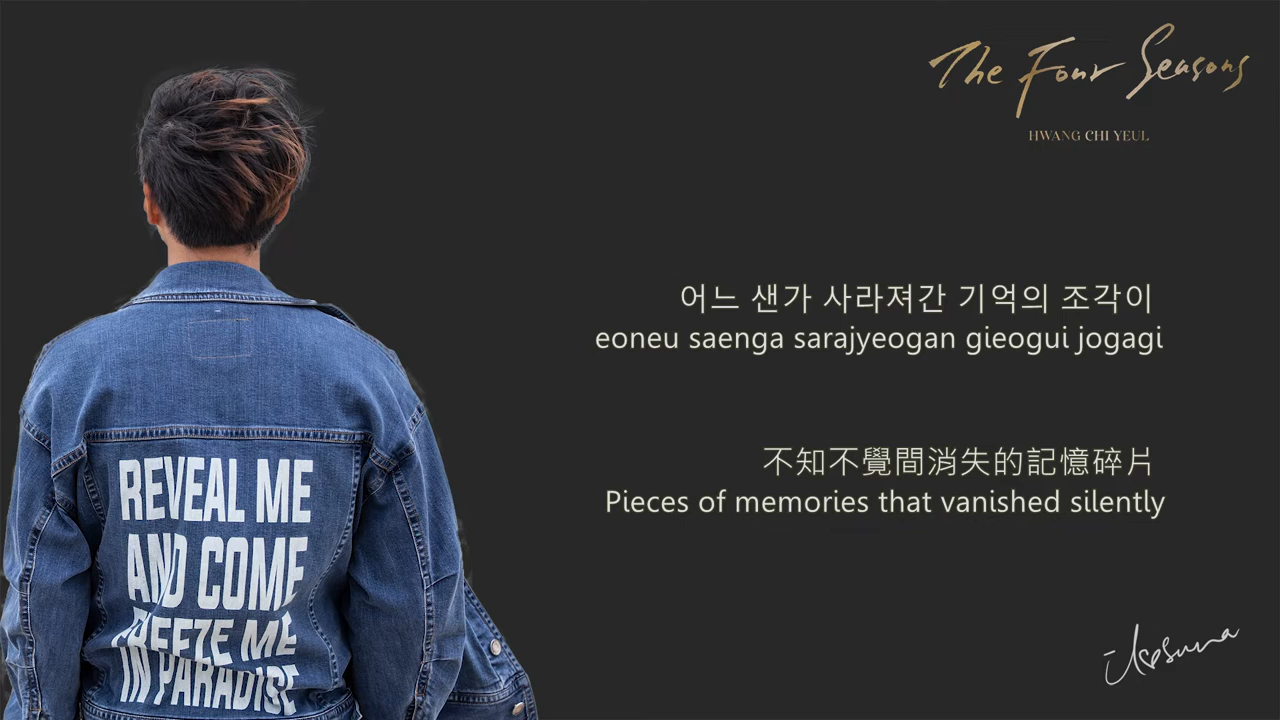 The Four Seasons
HWANG CHI YEUL
어느 샌가 사라져간 기억의 조각이
eoneu saenga sarajyeogan gieogui jogagi
不知不覺間消失的記憶碎片
Pieces of memories that vanished silently
REVEAL ME
AND COME
FREEZE ME
IN PARADISE